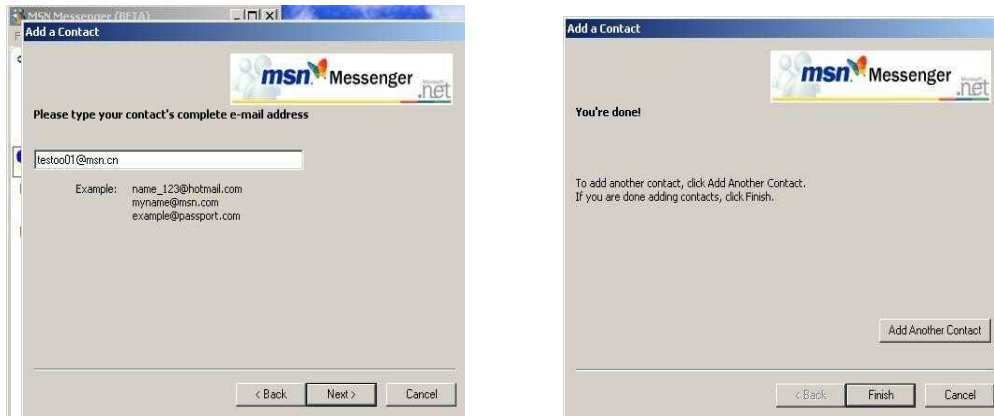 MSN Messenger (BETA)
Add a Contact
msn Messenger
.net
Please type your contact's complete e-mail address
testoo01@msn.cn
Example: name_123@hotmail.com
myname@msn.com
example@passport.com
< Back Next > Cancel
Add a Contact
msn Messenger
.net
You're done!
To add another contact, click Add Another Contact.
If you are done adding contacts, click Finish.
Add Another Contact
< Back Finish Cancel